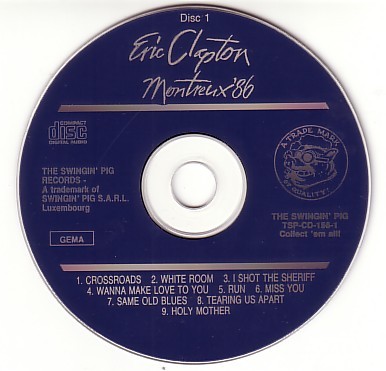 Disc 1
Eric Clapton
Montreux '86
COMPACT
disc
DIGITAL AUDIO
THE SWINGIN' PIG
RECORDS -
A trademark of
SWINGIN' PIG S.A.R.L.
Luxembourg
GEMA
A TRADE MARK
OF QUALITY!
THE SWINGIN' PIG
TSP-CD-156-1
Collect 'em all!
1. CROSSROADS 2. WHITE ROOM 3. I SHOT THE SHERIFF
4. WANNA MAKE LOVE TO YOU 5. RUN 6. MISS YOU
7. SAME OLD BLUES 8. TEARING US APART
9. HOLY MOTHER